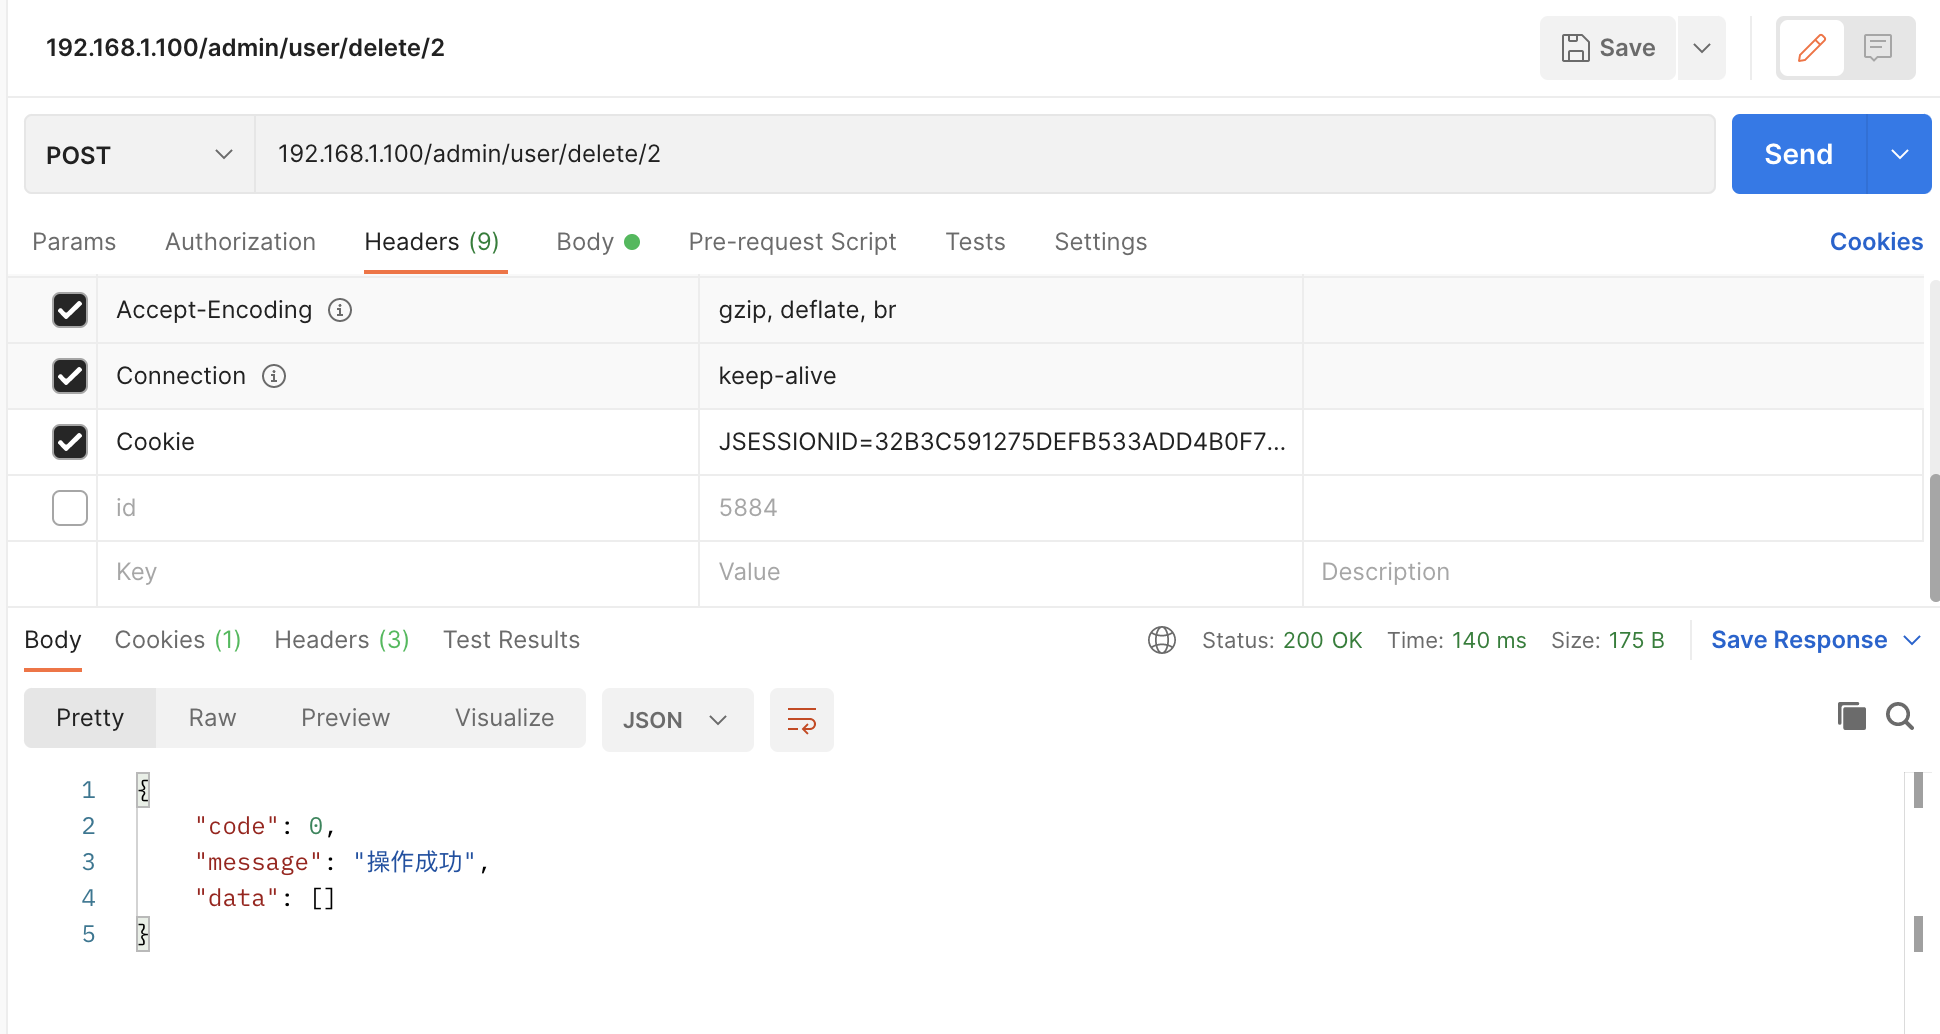 192.168.1.100/admin/user/delete/2
Save
POST
192.168.1.100/admin/user/delete/2
Send
Params Authorization Headers (9) Body Pre-request Script Tests Settings Cookies
Accept-Encoding gzip, deflate, br
Connection keep-alive
Cookie JSESSIONID=32B3C591275DEFB533ADD4B0F7...
id 5884
Key Value Description
Body Cookies (1) Headers (3) Test Results Status: 200 OK Time: 140 ms Size: 175 B Save Response
Pretty Raw Preview Visualize JSON
1 {
2 "code": 0,
3 "message": "操作成功",
4 "data": []
5 }